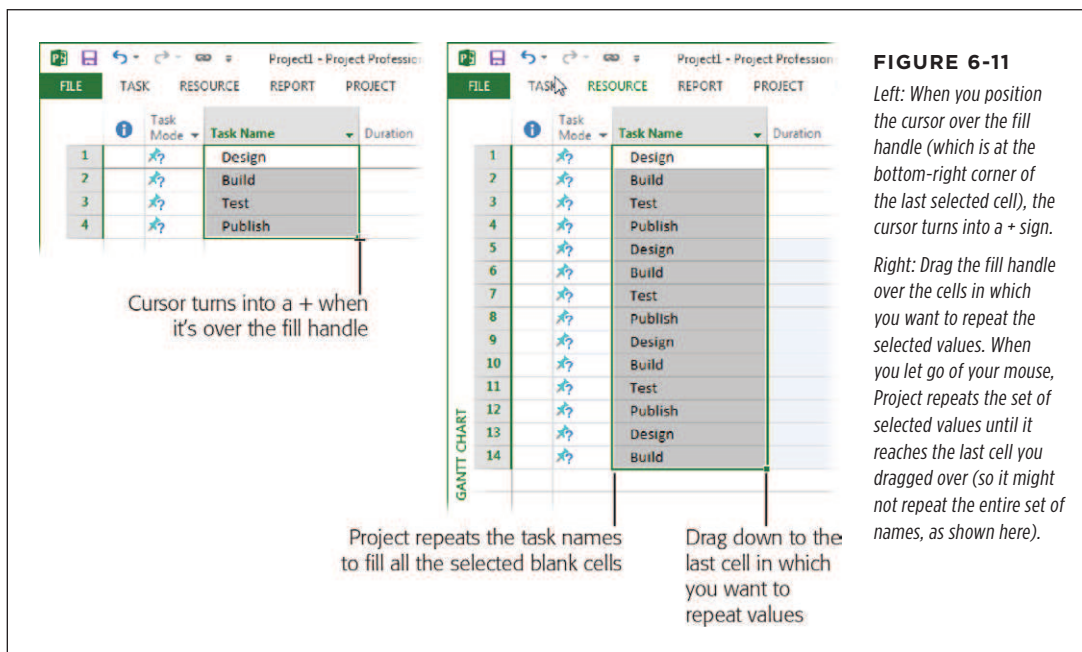 Project1 - Project Professio
FILE TASK RESOURCE REPORT PROJECT
Task Mode Task Name Duration
1 Design
2 Build
3 Test
4 Publish
Cursor turns into a + when
it's over the fill handle
Project1 - Project Profession
FILE TASK RESOURCE REPORT PROJECT
Task Mode Task Name Duration
1 Design
2 Build
3 Test
4 Publish
5 Design
6 Build
7 Test
8 Publish
9 Design
10 Build
11 Test
12 Publish
13 Design
14 Build
GANTT CHART
Project repeats the task names
to fill all the selected blank cells
Drag down to the
last cell in which
you want to
repeat values
FIGURE 6-11
Left: When you position
the cursor over the fill
handle (which is at the
bottom-right corner of
the last selected cell), the
cursor turns into a + sign.
Right: Drag the fill handle
over the cells in which
you want to repeat the
selected values. When
you let go of your mouse,
Project repeats the set of
selected values until it
reaches the last cell you
dragged over (so it might
not repeat the entire set of
names, as shown here).